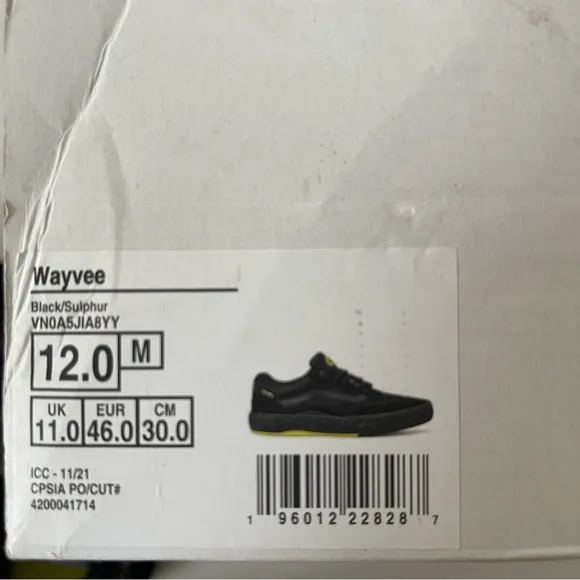 Wayvee
Black/Sulphur
VN0A5JIA8YY
12.0 M
UK EUR CM
11.0 46.0 30.0
ICC - 11/21
CPSIA PO/CUT#
4200041714
1 96012 22828 7